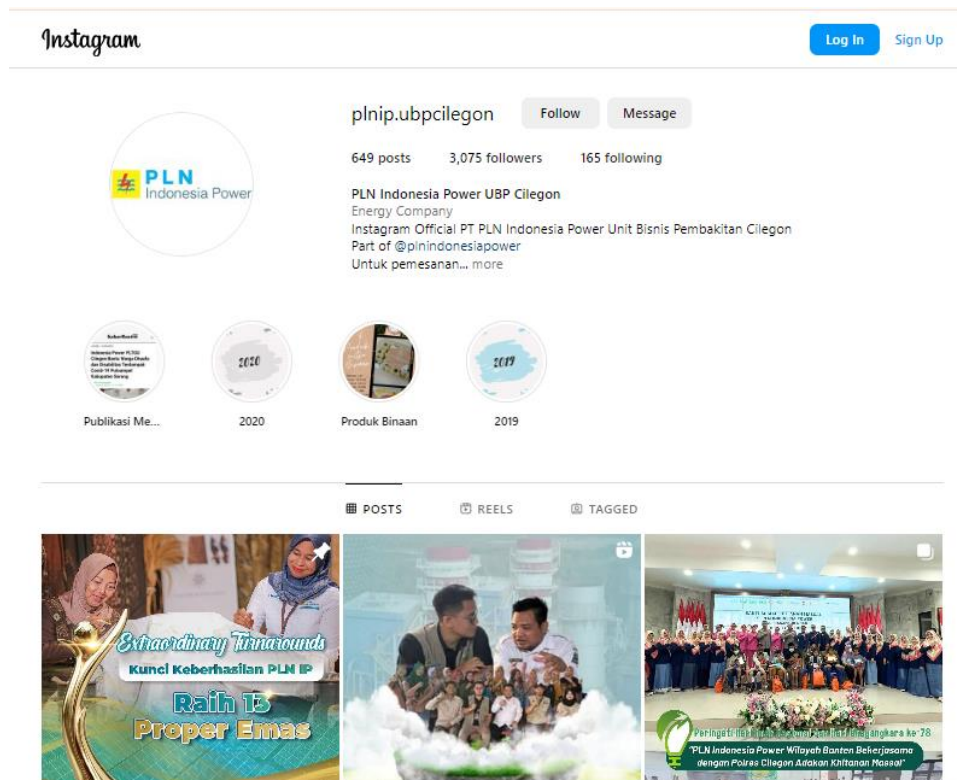 Instagram
Log In
Sign Up
plnip.ubpcilegon
Follow
Message
649 posts
3,075 followers
165 following
PLN
Indonesia Power
PLN Indonesia Power UBP Cilegon
Energy Company
Instagram Official PT PLN Indonesia Power Unit Bisnis Pembakitan Cilegon
Part of @plnindonesiapower
Untuk pemesanan... more
Indonesia Power PLTGU
2020
2019
Publikasi Me...
2020
Produk Binaan
2019
POSTS
REELS
TAGGED
Extraordinary Turnarounds
Kunci Keberhasilan PLN IP
Raih 13
Proper Emas
"PLN Indonesia Power Wilayah Banten Bekerjasama
dengan Polres Cilegon Adakan Khitanan Massal"